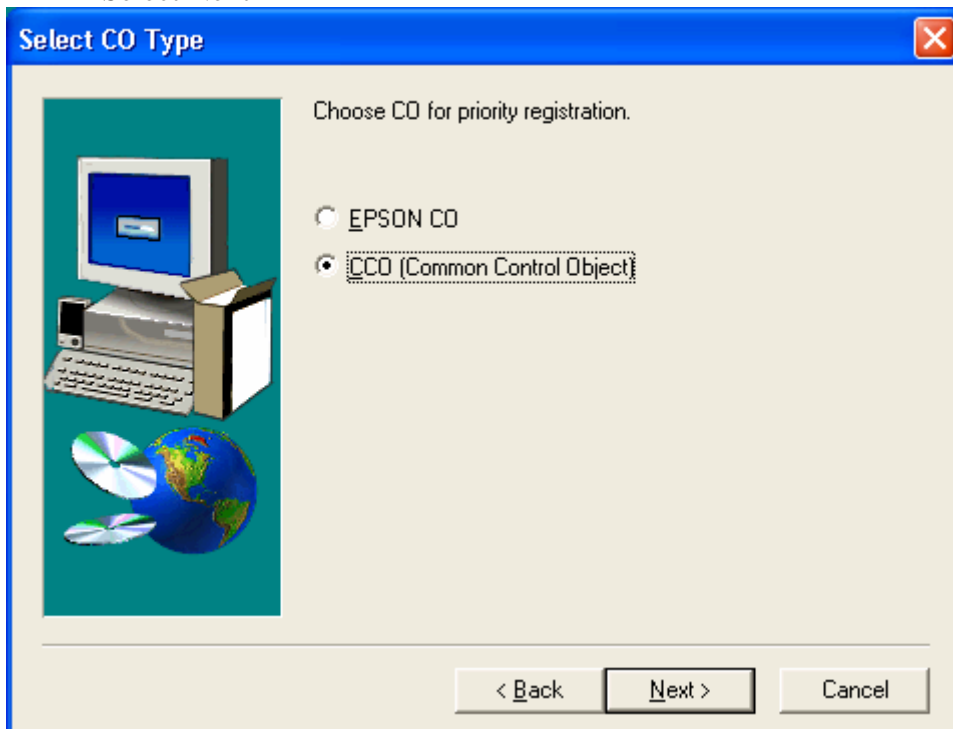 Select CO Type
Choose CO for priority registration.
EPSON CO
CCO (Common Control Object)
< Back
Next >
Cancel